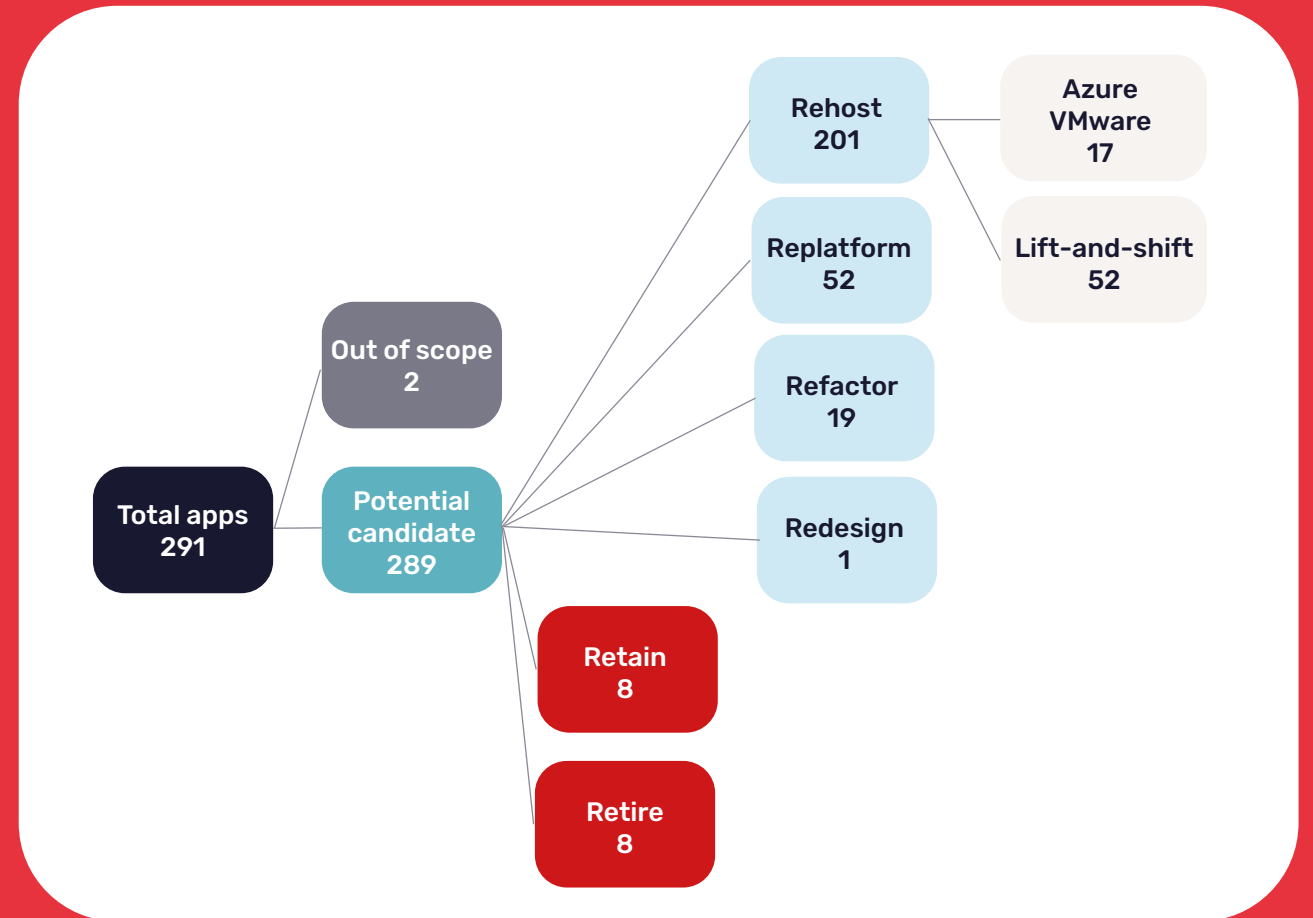 Total apps
291
Out of scope
2
Potential
candidate
289
Rehost
201
Replatform
52
Refactor
19
Redesign
1
Retain
8
Retire
8
Azure
VMware
17
Lift-and-shift
52